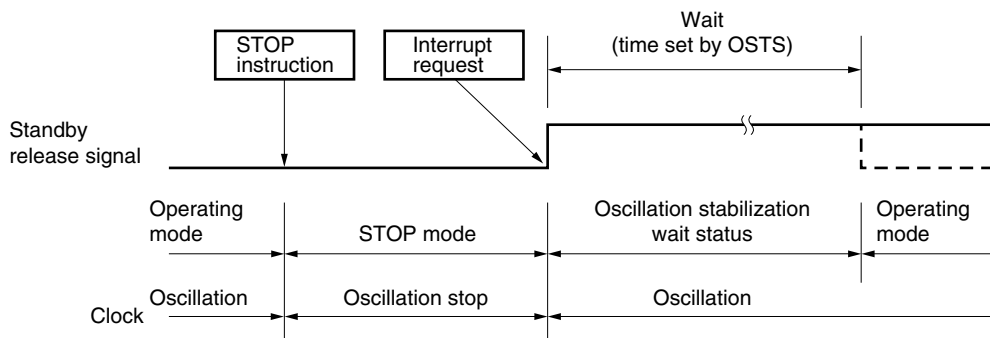 Wait
(time set by OSTS)
STOP
instruction
Interrupt
request
Standby
release signal
Operating
mode
STOP mode
Oscillation stabilization
wait status
Operating
mode
Clock
Oscillation
Oscillation stop
Oscillation